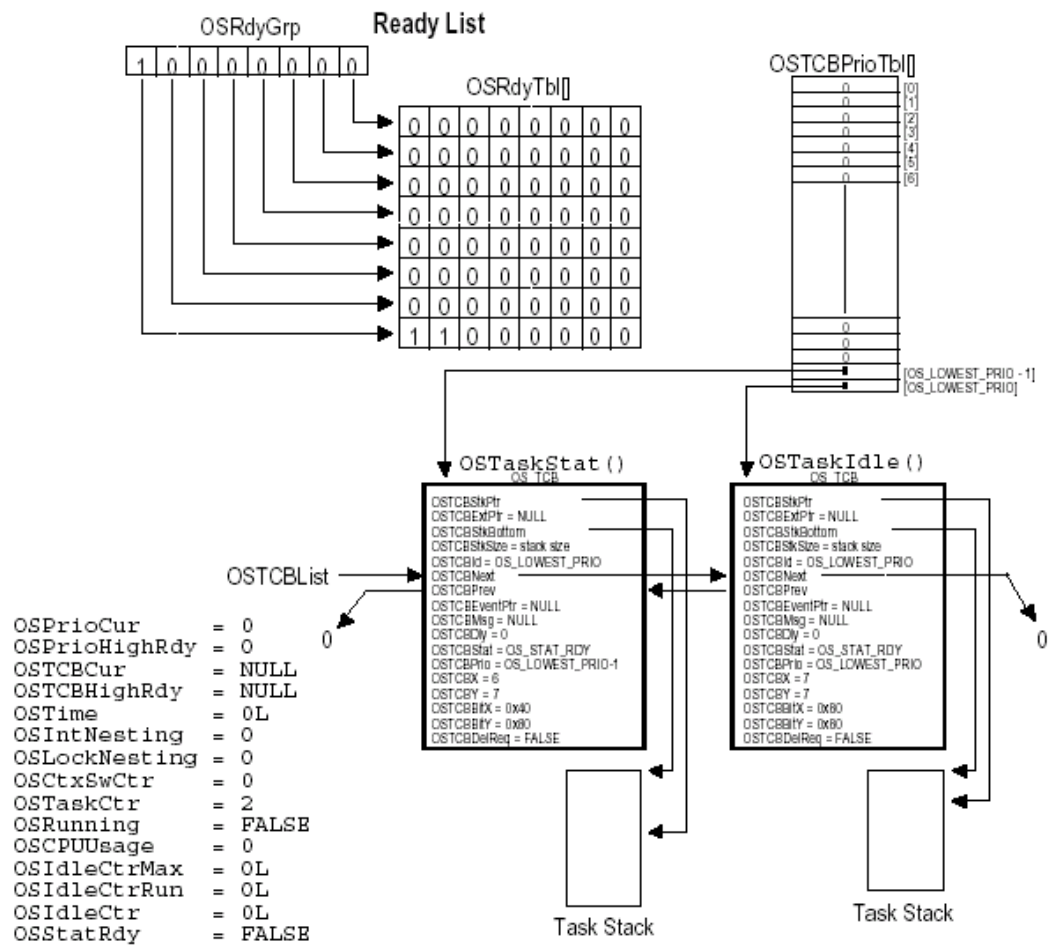 OSRdyGrp
Ready List
1 0 0 0 0 0 0 0
OSRdyTbl[]
0 0 0 0 0 0 0 0
0 0 0 0 0 0 0 0
0 0 0 0 0 0 0 0
0 0 0 0 0 0 0 0
0 0 0 0 0 0 0 0
0 0 0 0 0 0 0 0
0 0 0 0 0 0 0 0
1 1 0 0 0 0 0 0
OSTCBPrioTbl[]
0 [0]
0 [1]
0 [2]
0 [3]
0 [4]
0 [5]
0 [6]
0
0
0
[OS_LOWEST_PRIO - 1]
[OS_LOWEST_PRIO]
OSTaskStat()
OS_TCB
OSTCBStkPtr
OSTCBExtPtr = NULL
OSTCBStkBottom
OSTCBStkSize = stack size
OSTCBId = OS_LOWEST_PRIO
OSTCBNext
OSTCBPrev
OSTCBEventPtr = NULL
OSTCBMsg = NULL
OSTCBDly = 0
OSTCBStat = OS_STAT_RDY
OSTCBPrio = OS_LOWEST_PRIO-1
OSTCBX = 6
OSTCBY = 7
OSTCBBitX = 0x40
OSTCBBitY = 0x80
OSTCBDelReq = FALSE
OSTaskIdle()
OS_TCB
OSTCBStkPtr
OSTCBExtPtr = NULL
OSTCBStkBottom
OSTCBStkSize = stack size
OSTCBId = OS_LOWEST_PRIO
OSTCBNext
OSTCBPrev
OSTCBEventPtr = NULL
OSTCBMsg = NULL
OSTCBDly = 0
OSTCBStat = OS_STAT_RDY
OSTCBPrio = OS_LOWEST_PRIO
OSTCBX = 7
OSTCBY = 7
OSTCBBitX = 0x80
OSTCBBitY = 0x80
OSTCBDelReq = FALSE
OSTCBList
0
0
OSPrioCur = 0
OSPrioHighRdy = 0
OSTCBCur = NULL
OSTCBHighRdy = NULL
OSTime = 0L
OSIntNesting = 0
OSLockNesting = 0
OSCtxSwCtr = 0
OSTaskCtr = 2
OSRunning = FALSE
OSCPUUsage = 0
OSIdleCtrMax = 0L
OSIdleCtrRun = 0L
OSIdleCtr = 0L
OSStatRdy = FALSE
Task Stack
Task Stack